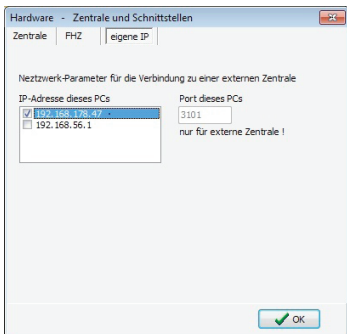 Hardware - Zentrale und Schnittstellen
Zentrale FHZ eigene IP
Neztzwerk-Parameter für die Verbindung zu einer externen Zentrale
IP-Adresse dieses PCs Port dieses PCs
192.168.178.47 3101
192.168.56.1 nur für externe Zentrale !
OK